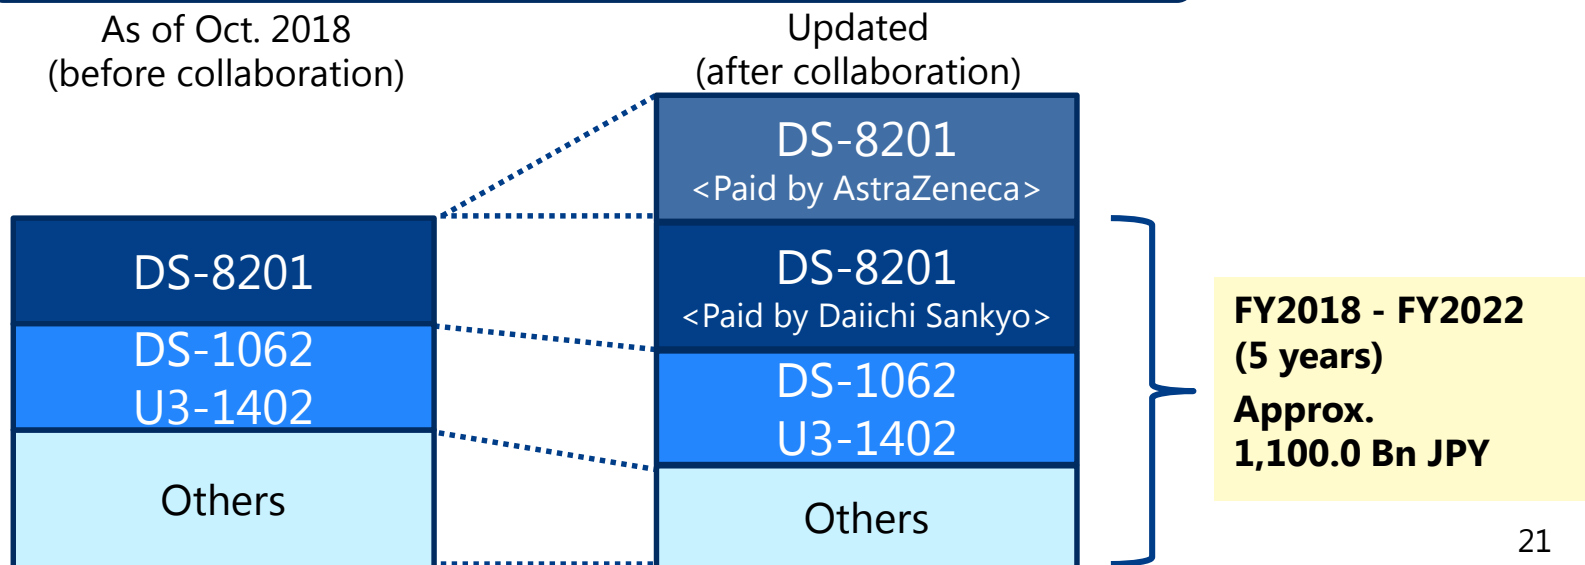 As of Oct. 2018
(before collaboration)
Updated
(after collaboration)
DS-8201
DS-1062
U3-1402
Others
DS-8201
<Paid by AstraZeneca>
DS-8201
<Paid by Daiichi Sankyo>
DS-1062
U3-1402
Others
FY2018 - FY2022
(5 years)
Approx.
1,100.0 Bn JPY
21